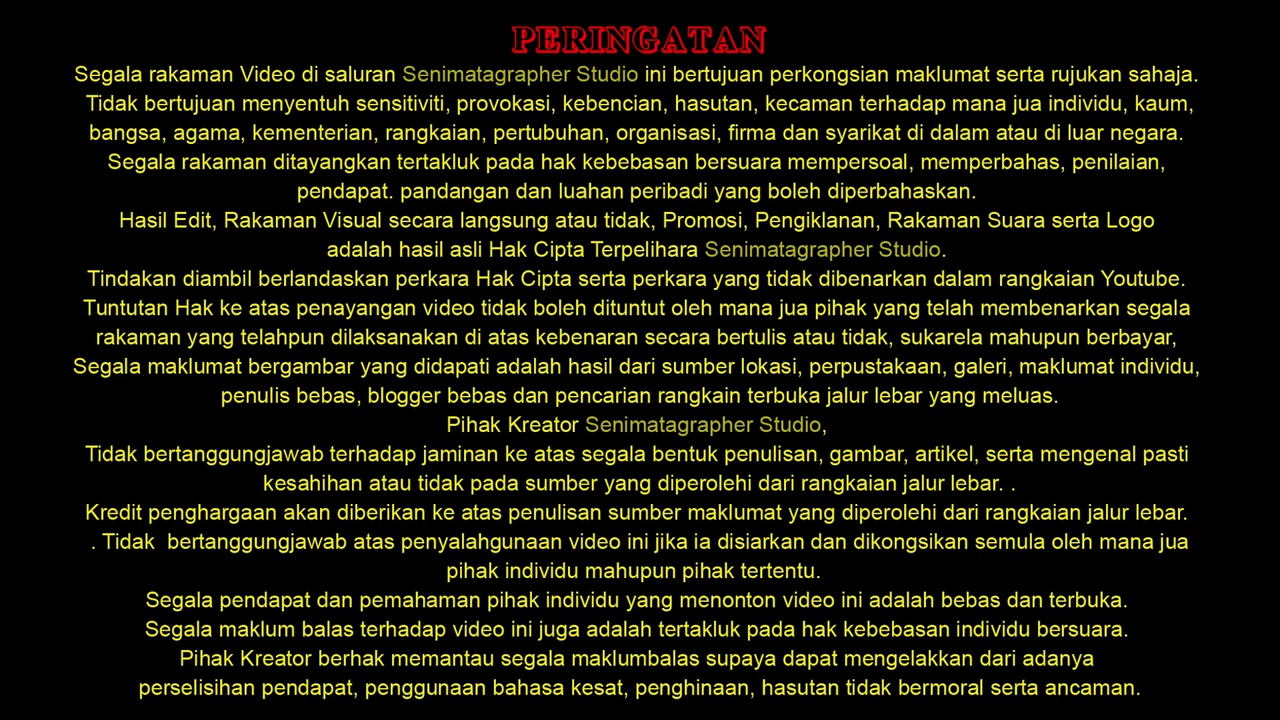 PERINGATAN
Segala rakaman Video di saluran Senimatagrapher Studio ini bertujuan perkongsian maklumat serta rujukan sahaja.
Tidak bertujuan menyentuh sensitiviti, provokasi, kebencian, hasutan, kecaman terhadap mana jua individu, kaum,
bangsa, agama, kementerian, rangkaian, pertubuhan, organisasi, firma dan syarikat di dalam atau di luar negara.
Segala rakaman ditayangkan tertakluk pada hak kebebasan bersuara mempersoal, memperbahas, penilaian,
pendapat. pandangan dan luahan peribadi yang boleh diperbahaskan.
Hasil Edit, Rakaman Visual secara langsung atau tidak, Promosi, Pengiklanan, Rakaman Suara serta Logo
adalah hasil asli Hak Cipta Terpelihara Senimatagrapher Studio.
Tindakan diambil berlandaskan perkara Hak Cipta serta perkara yang tidak dibenarkan dalam rangkaian Youtube.
Tuntutan Hak ke atas penayangan video tidak boleh dituntut oleh mana jua pihak yang telah membenarkan segala
rakaman yang telahpun dilaksanakan di atas kebenaran secara bertulis atau tidak, sukarela mahupun berbayar,
Segala maklumat bergambar yang didapati adalah hasil dari sumber lokasi, perpustakaan, galeri, maklumat individu,
penulis bebas, blogger bebas dan pencarian rangkain terbuka jalur lebar yang meluas.
Pihak Kreator Senimatagrapher Studio,
Tidak bertanggungjawab terhadap jaminan ke atas segala bentuk penulisan, gambar, artikel, serta mengenal pasti
kesahihan atau tidak pada sumber yang diperolehi dari rangkaian jalur lebar. .
Kredit penghargaan akan diberikan ke atas penulisan sumber maklumat yang diperolehi dari rangkaian jalur lebar.
. Tidak  bertanggungjawab atas penyalahgunaan video ini jika ia disiarkan dan dikongsikan semula oleh mana jua
pihak individu mahupun pihak tertentu.
Segala pendapat dan pemahaman pihak individu yang menonton video ini adalah bebas dan terbuka.
Segala maklum balas terhadap video ini juga adalah tertakluk pada hak kebebasan individu bersuara.
Pihak Kreator berhak memantau segala maklumbalas supaya dapat mengelakkan dari adanya
perselisihan pendapat, penggunaan bahasa kesat, penghinaan, hasutan tidak bermoral serta ancaman.